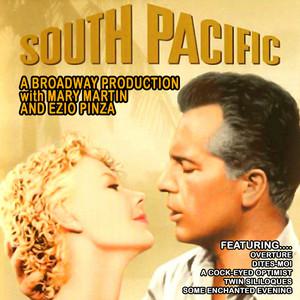 SOUTH PACIFIC
A BROADWAY PRODUCTION
with MARY MARTIN
AND EZIO PINZA
FEATURING....
OVERTURE
DITES-MOI
A COCK-EYED OPTIMIST
TWIN SILILOQUES
SOME ENCHANTED EVENING